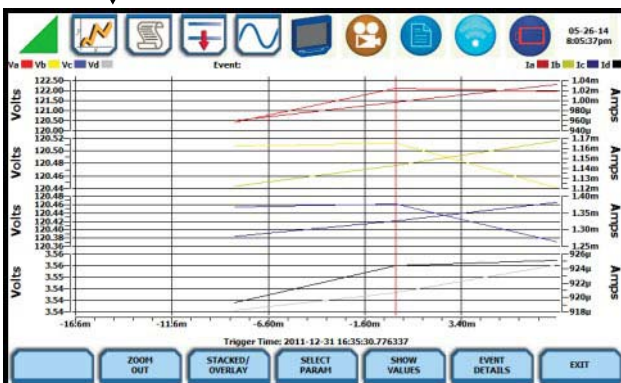 05-26-14
8:05:37pm
Va Vb Vc Vd Event: Ia Ib Ic Id
Volts
122.50
122.00
121.50
121.00
120.50
120.00
1.04m
1.02m
1.00m
980µ
960µ
940µ
Amps
Volts
120.52
120.50
120.48
120.46
120.44
1.17m
1.16m
1.15m
1.14m
1.13m
1.12m
Amps
Volts
120.48
120.46
120.44
120.42
120.40
120.38
120.36
1.40m
1.35m
1.30m
1.25m
Amps
Volts
3.56
3.56
3.55
3.54
3.54
926µ
924µ
922µ
920µ
918µ
Amps
-16.6m -11.6m -6.60m -1.60m 3.40m
Trigger Time: 2011-12-31 16:35:30.776337
ZOOM OUT
STACKED/ OVERLAY
SELECT PARAM
SHOW VALUES
EVENT DETAILS
EXIT